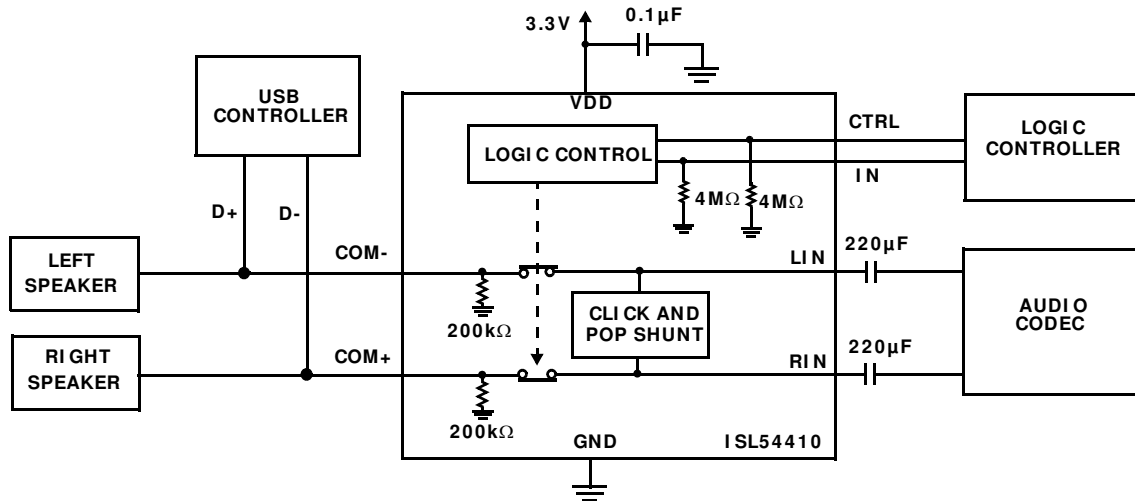 3.3V
0.1µF
USB
CONTROLLER
VDD
LOGIC CONTROL
CTRL
IN
LOGIC
CONTROLLER
4MΩ
4MΩ
D+
D-
LEFT
SPEAKER
COM-
200kΩ
CLICK AND
POP SHUNT
LIN
220µF
AUDIO
CODEC
RIGHT
SPEAKER
COM+
200kΩ
RIN
220µF
GND
ISL54410